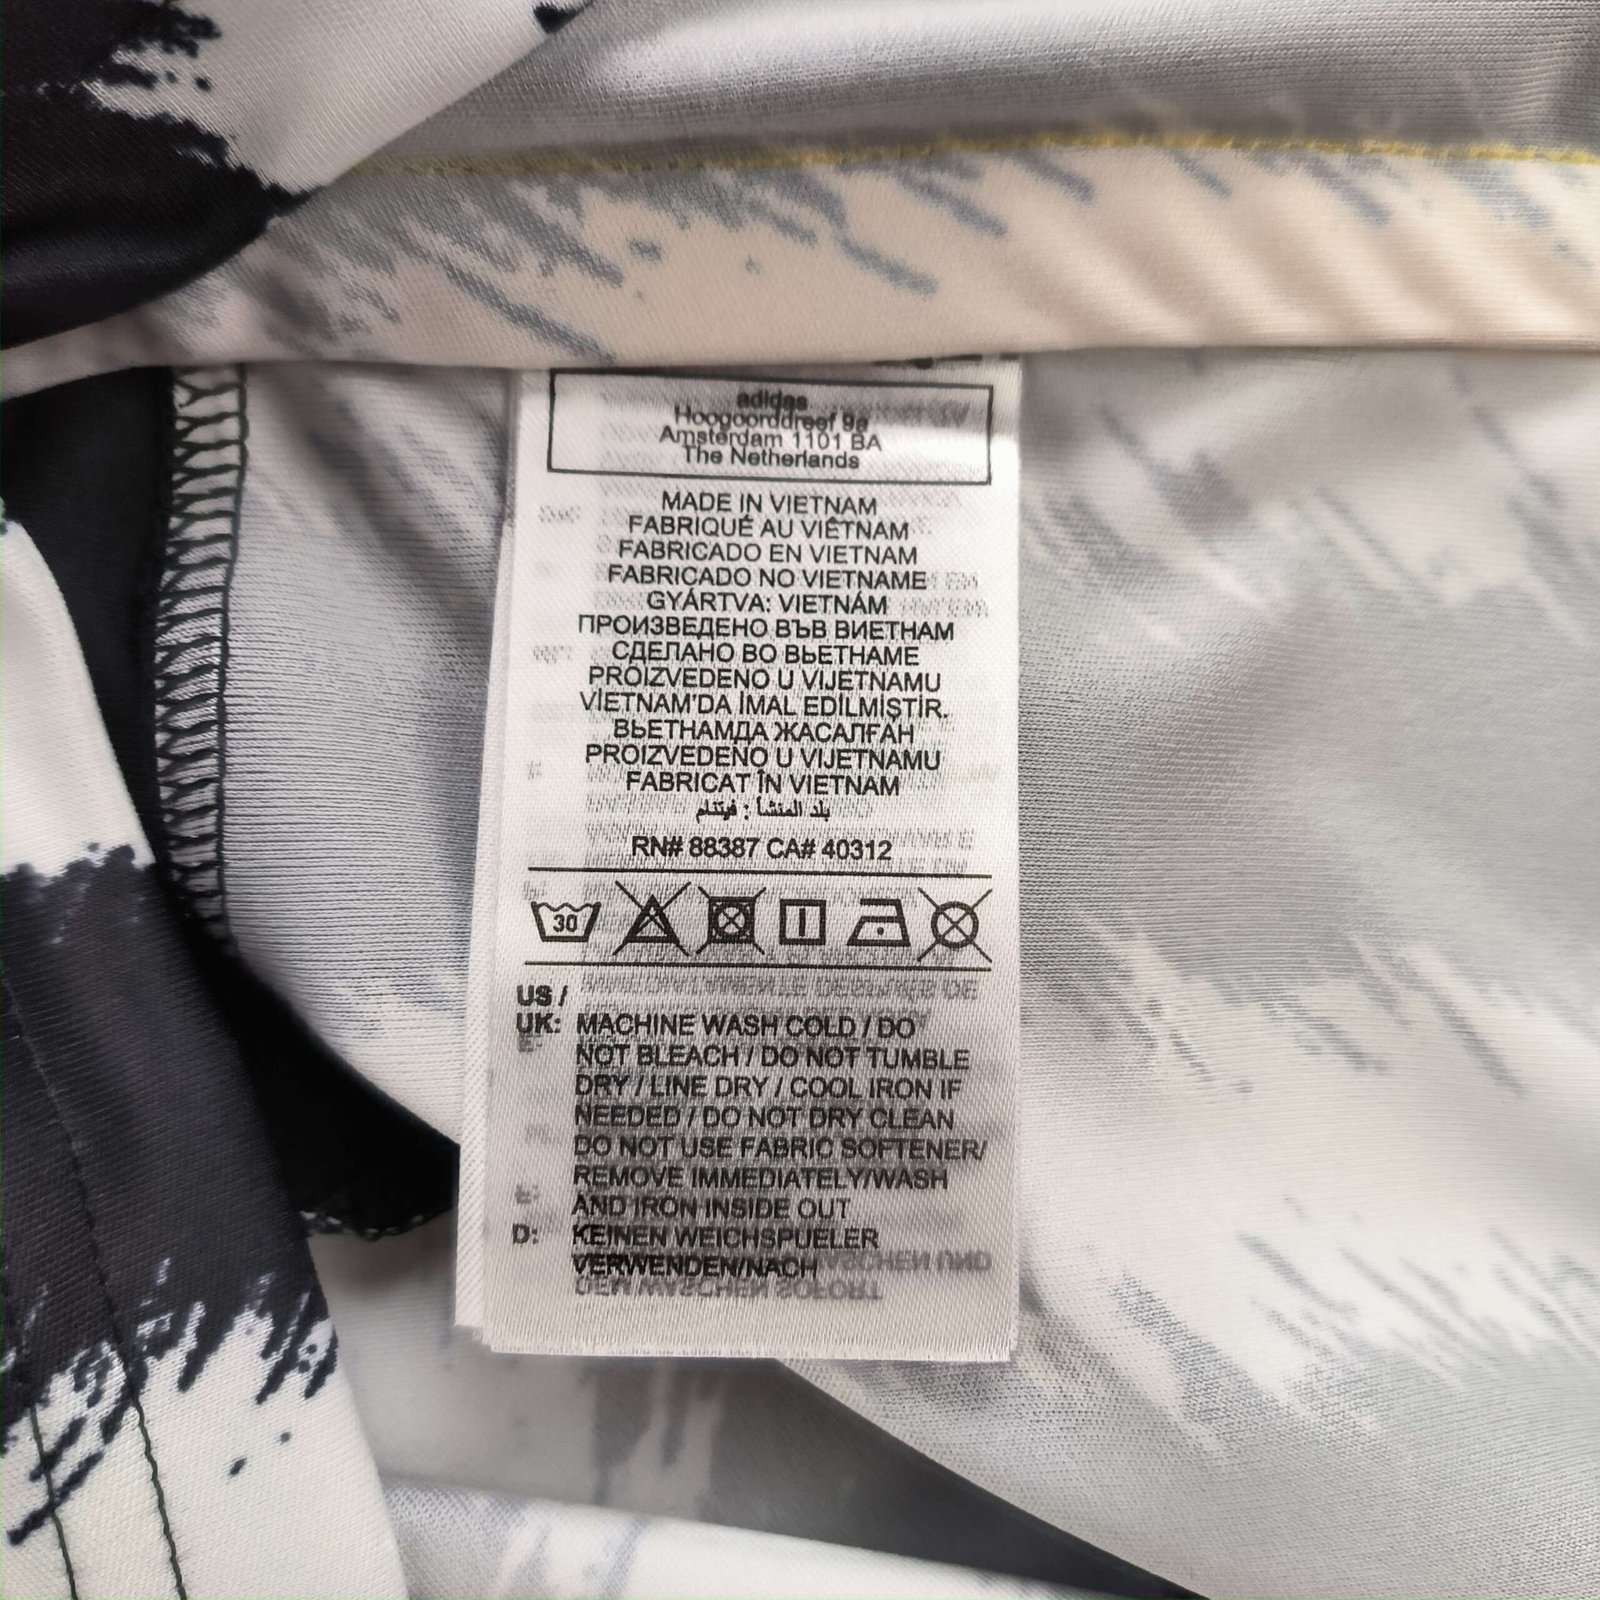 adidas
Hoogoorddreef 9a
Amsterdam 1101 BA
The Netherlands
MADE IN VIETNAM
FABRIQUÉ AU VIÊTNAM
FABRICADO EN VIETNAM
FABRICADO NO VIETNAME
GYÁRTVA: VIETNÁM
ПРОИЗВЕДЕНО ВЪВ ВИЕТНАМ
СДЕЛАНО ВО ВЬЕТНАМЕ
PROIZVEDENO U VIJETNAMU
VİETNAM'DA İMAL EDİLMİŞTİR.
ВЬЕТНАМДА ЖАСАЛҒАН
PROIZVEDENO U VIJETNAMU
FABRICAT ÎN VIETNAM
بلد المنشأ : فيتنام
RN# 88387 CA# 40312
30
US /
UK: MACHINE WASH COLD / DO
NOT BLEACH / DO NOT TUMBLE
DRY / LINE DRY / COOL IRON IF
NEEDED / DO NOT DRY CLEAN
DO NOT USE FABRIC SOFTENER/
REMOVE IMMEDIATELY/WASH
AND IRON INSIDE OUT
D: KEINEN WEICHSPUELER
VERWENDEN/NACH